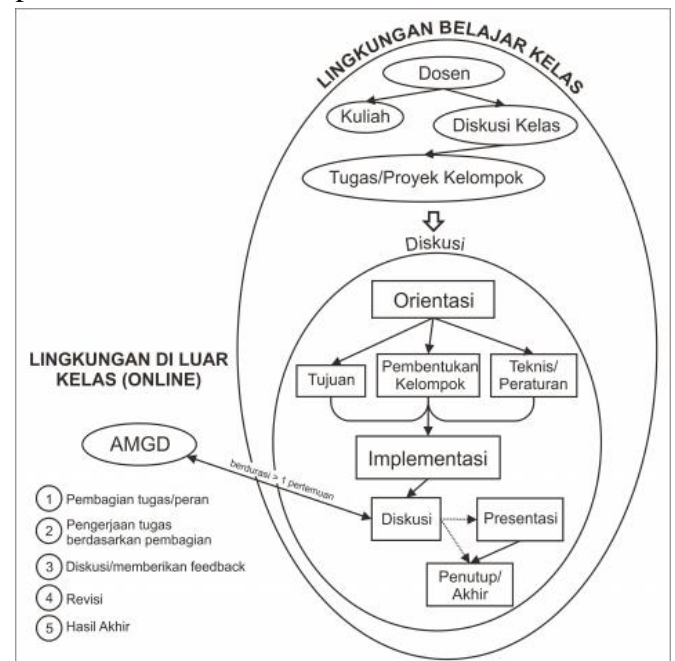 LINGKUNGAN BELAJAR KELAS
Dosen
Kuliah
Diskusi Kelas
Tugas/Proyek Kelompok
Diskusi
Orientasi
Tujuan
Pembentukan
Kelompok
Teknis/
Peraturan
Implementasi
Diskusi
Presentasi
Penutup/
Akhir
LINGKUNGAN DI LUAR
KELAS (ONLINE)
AMGD
berdurasi > 1 pertemuan
1 Pembagian tugas/peran
2 Pengerjaan tugas
berdasarkan pembagian
3 Diskusi/memberikan feedback
4 Revisi
5 Hasil Akhir